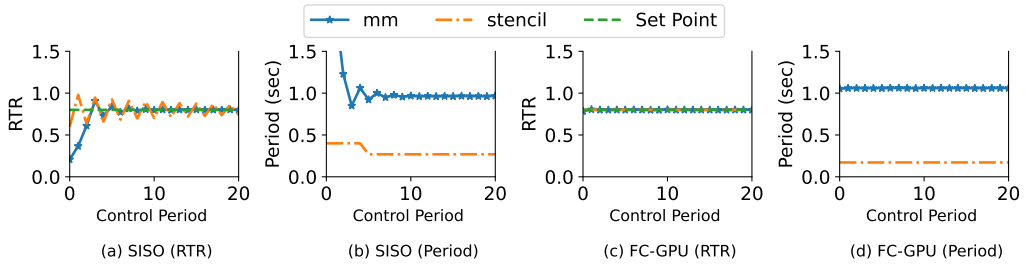 mm stencil Set Point
RTR
1.5
1.0
0.5
0.0
0 10 20
Control Period
(a) SISO (RTR)
Period (sec)
1.5
1.0
0.5
0.0
0 10 20
Control Period
(b) SISO (Period)
RTR
1.5
1.0
0.5
0.0
0 10 20
Control Period
(c) FC-GPU (RTR)
Period (sec)
1.5
1.0
0.5
0.0
0 10 20
Control Period
(d) FC-GPU (Period)